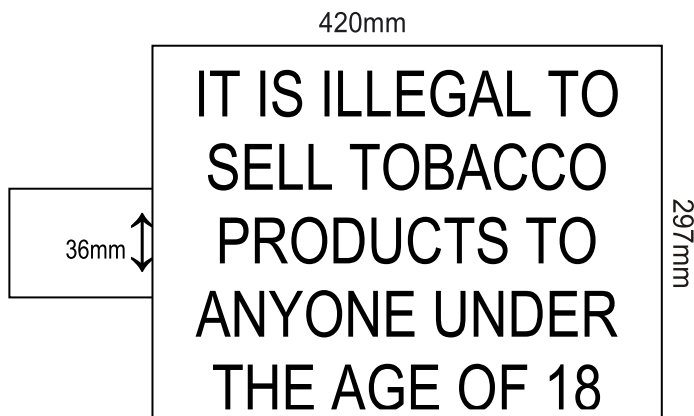 420mm
IT IS ILLEGAL TO
SELL TOBACCO
PRODUCTS TO
ANYONE UNDER
THE AGE OF 18
36mm
297mm